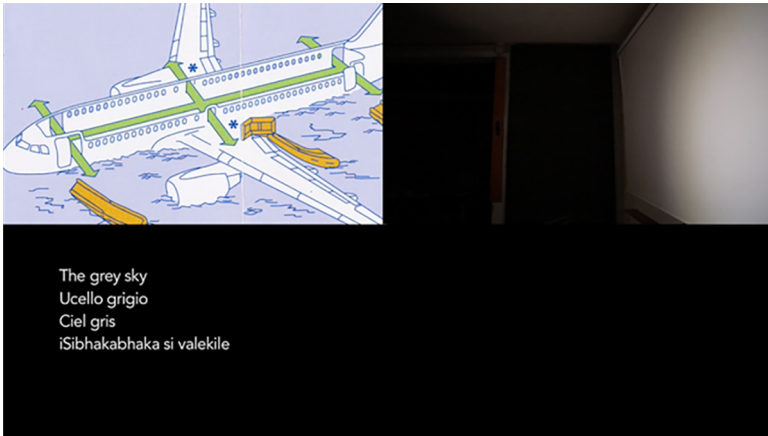 The grey sky
Ucello grigio
Ciel gris
iSibhakabhaka si valekile